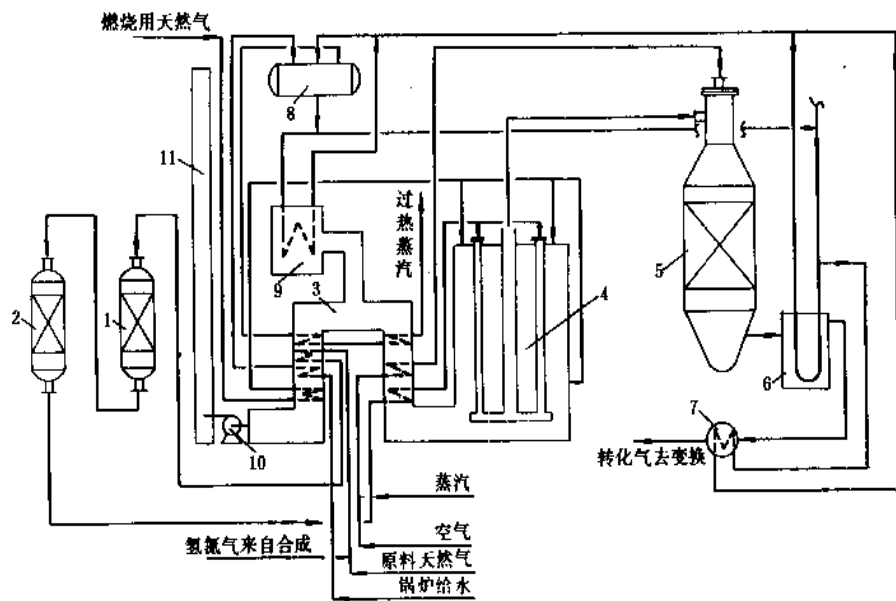 燃烧用天然气
8
11
过热蒸汽
9
3
2
1
4
5
6
7
10
转化气去变换
蒸汽
空气
氢氮气来自合成
原料天然气
锅炉给水